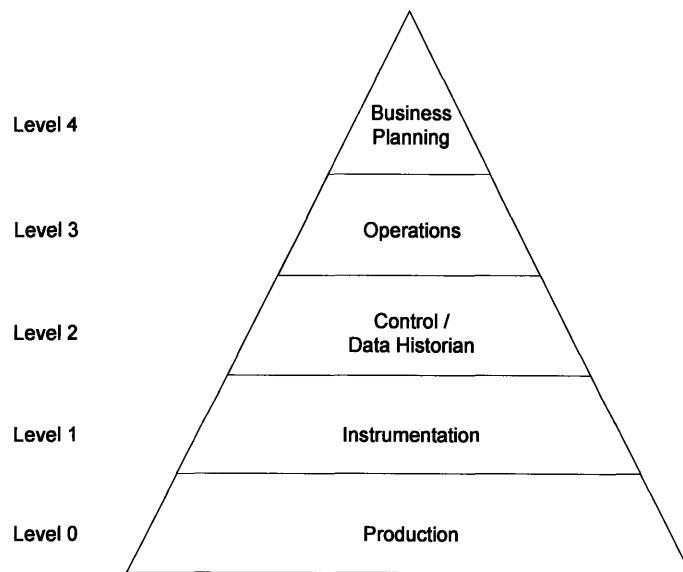 Level 4
Business
Planning
Level 3
Operations
Level 2
Control /
Data Historian
Level 1
Instrumentation
Level 0
Production